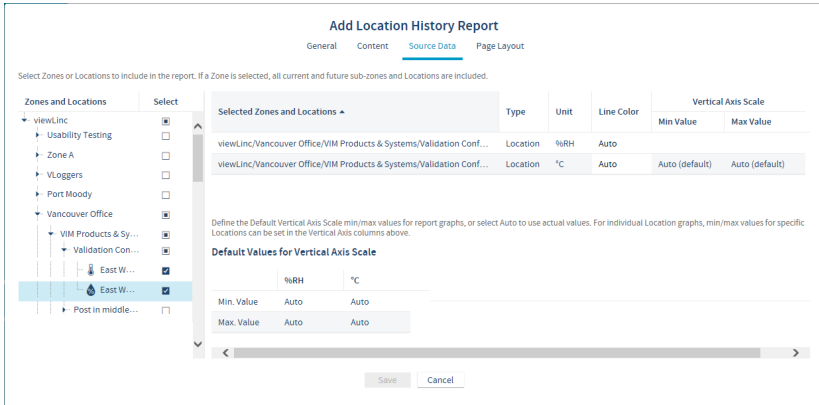 Add Location History Report
General Content Source Data Page Layout
Select Zones or Locations to include in the report. If a Zone is selected, all current and future sub-zones and Locations are included.
Zones and Locations Select
viewLinc
Usability Testing
Zone A
VLoggers
Port Moody
Vancouver Office
VIM Products & Sy...
Validation Con...
East W...
East W...
Post in middle...
Selected Zones and Locations Type Unit Line Color Vertical Axis Scale
Min Value Max Value
viewLinc/Vancouver Office/VIM Products & Systems/Validation Conf... Location %RH Auto
viewLinc/Vancouver Office/VIM Products & Systems/Validation Conf... Location °C Auto Auto (default) Auto (default)
Define the Default Vertical Axis Scale min/max values for report graphs, or select Auto to use actual values. For individual Location graphs, min/max values for specific
Locations can be set in the Vertical Axis columns above.
Default Values for Vertical Axis Scale
%RH °C
Min. Value Auto Auto
Max. Value Auto Auto
Save Cancel